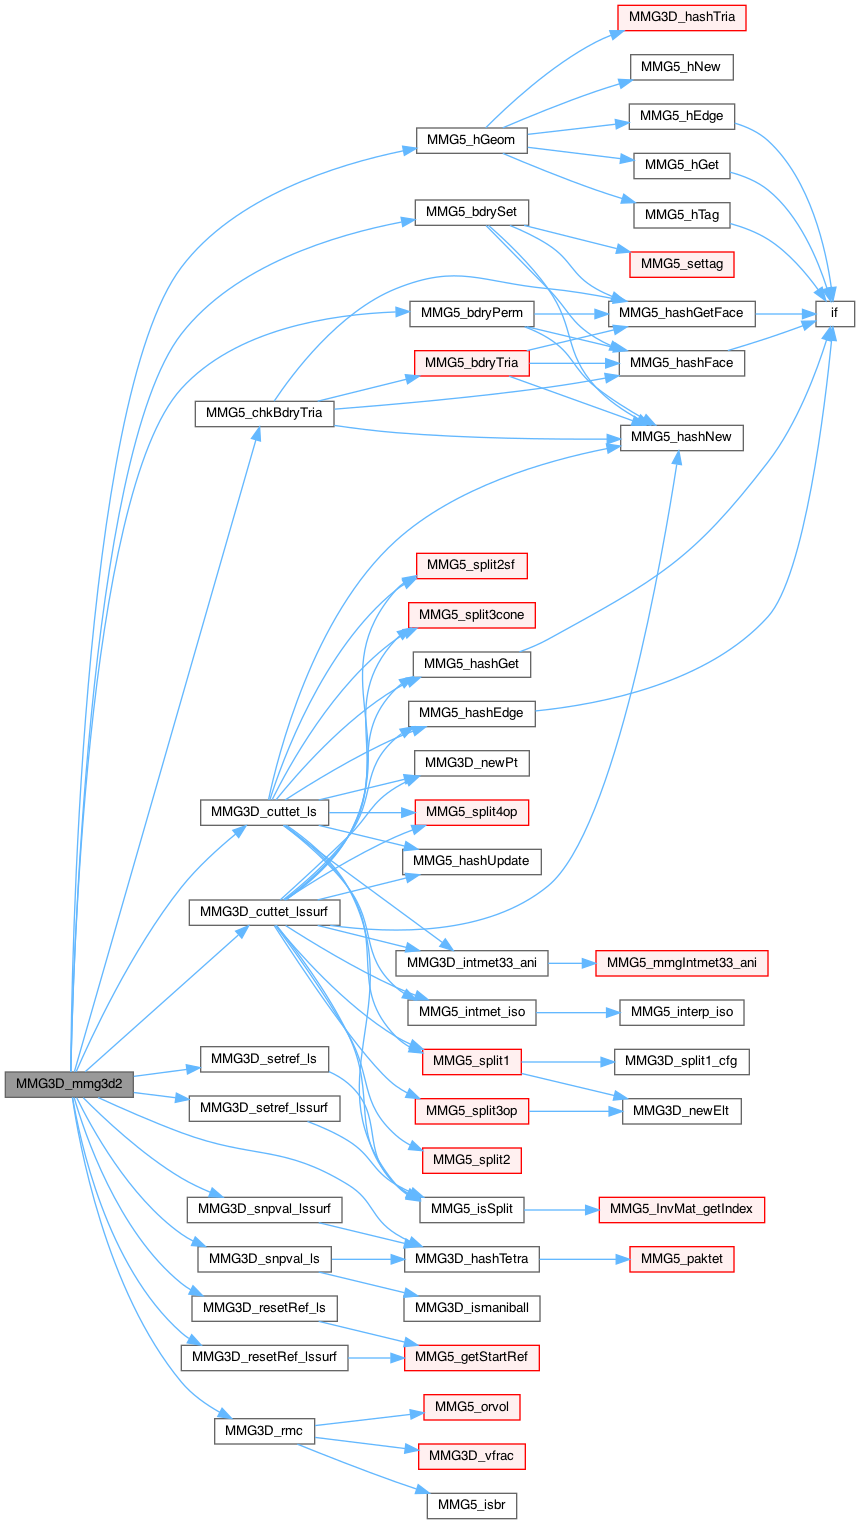 MMG3D_hashTria
MMG5_hNew
MMG5_hEdge
MMG5_hGeom
MMG5_hGet
MMG5_hTag
MMG5_bdrySet
MMG5_settag
MMG5_bdryPerm
MMG5_hashGetFace
if
MMG5_bdryTria
MMG5_hashFace
MMG5_chkBdryTria
MMG5_hashNew
MMG5_split2sf
MMG5_split3cone
MMG5_hashGet
MMG5_hashEdge
MMG3D_newPt
MMG3D_cuttet_ls
MMG5_split4op
MMG5_hashUpdate
MMG3D_cuttet_lssurf
MMG3D_intmet33_ani
MMG5_mmgIntmet33_ani
MMG5_intmet_iso
MMG5_interp_iso
MMG3D_setref_ls
MMG5_split1
MMG3D_split1_cfg
MMG3D_mmg3d2
MMG3D_setref_lssurf
MMG5_split3op
MMG3D_newElt
MMG5_split2
MMG3D_snpval_lssurf
MMG5_isSplit
MMG5_InvMat_getIndex
MMG3D_snpval_ls
MMG3D_hashTetra
MMG5_paktet
MMG3D_resetRef_ls
MMG3D_ismaniball
MMG3D_resetRef_lssurf
MMG5_getStartRef
MMG5_orvol
MMG3D_rmc
MMG3D_vfrac
MMG5_isbr